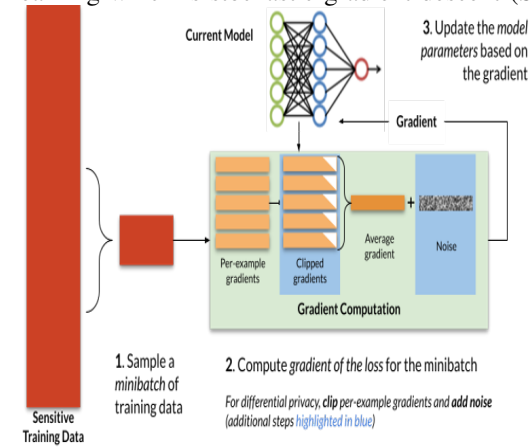 Current Model
3. Update the model
parameters based on
the gradient
Gradient
Per-example
gradients
Clipped
gradients
Average
gradient
+
Noise
Gradient Computation
1. Sample a
minibatch of
training data
2. Compute gradient of the loss for the minibatch
For differential privacy, clip per-example gradients and add noise
(additional steps highlighted in blue)
Sensitive
Training Data